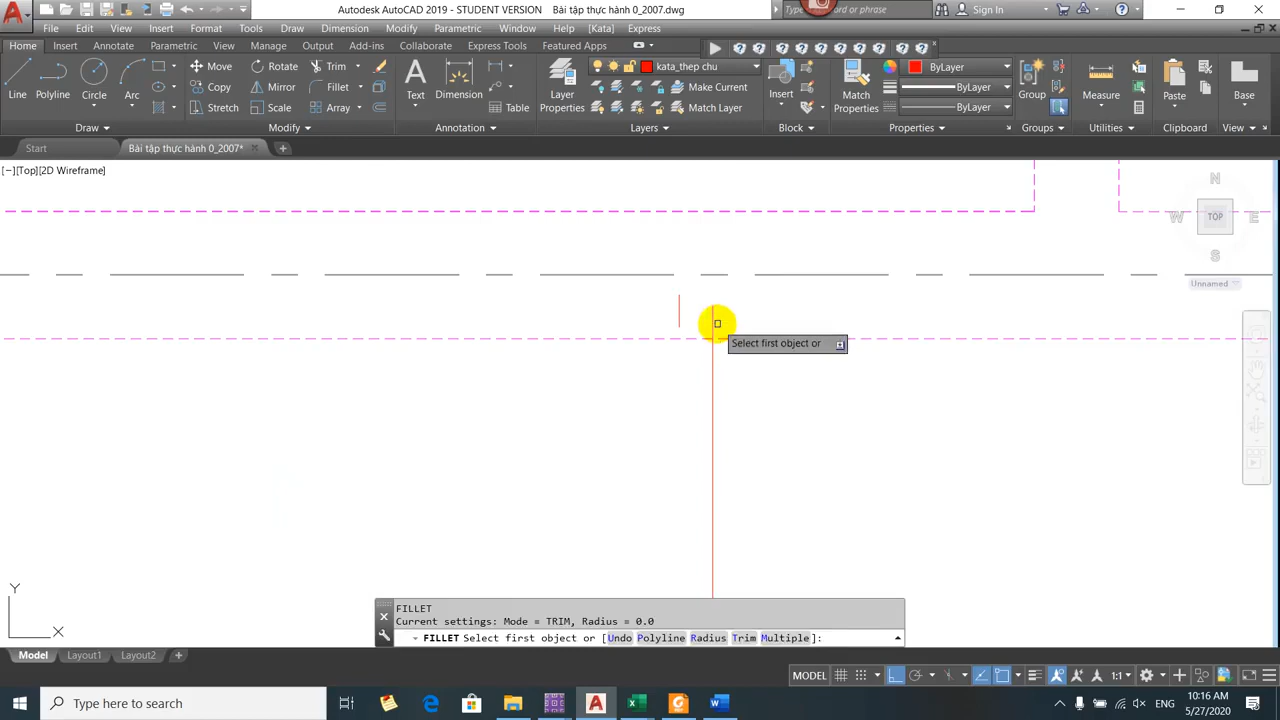 Autodesk AutoCAD 2019 - STUDENT VERSION Bài tập thực hành 0_2007.dwg
Type a keyword or phrase
Sign In
File Edit View Insert Format Tools Draw Dimension Modify Parametric Window Help [Kata] Express
Home Insert Annotate Parametric View Manage Output Add-ins Express Tools Featured Apps
Line Polyline Circle Arc
Move Rotate Trim
Copy Mirror Fillet
Stretch Scale Array
Text Dimension Table
Layer Properties
kata_thep chu
Make Current
Match Layer
Insert
Match Properties
ByLayer
ByLayer
ByLayer
Group Measure Paste Base
Draw Modify Annotation Layers Block Properties Groups Utilities Clipboard View
Start Bài tập thực hành 0_2007*
[−][Top][2D Wireframe]
N
W TOP E
S
Unnamed
Select first object or
Y
X
FILLET
Current settings: Mode = TRIM, Radius = 0.0
FILLET Select first object or [Undo Polyline Radius Trim Multiple]:
Model Layout1 Layout2
MODEL 1:1
Type here to search
10:16 AM
5/27/2020